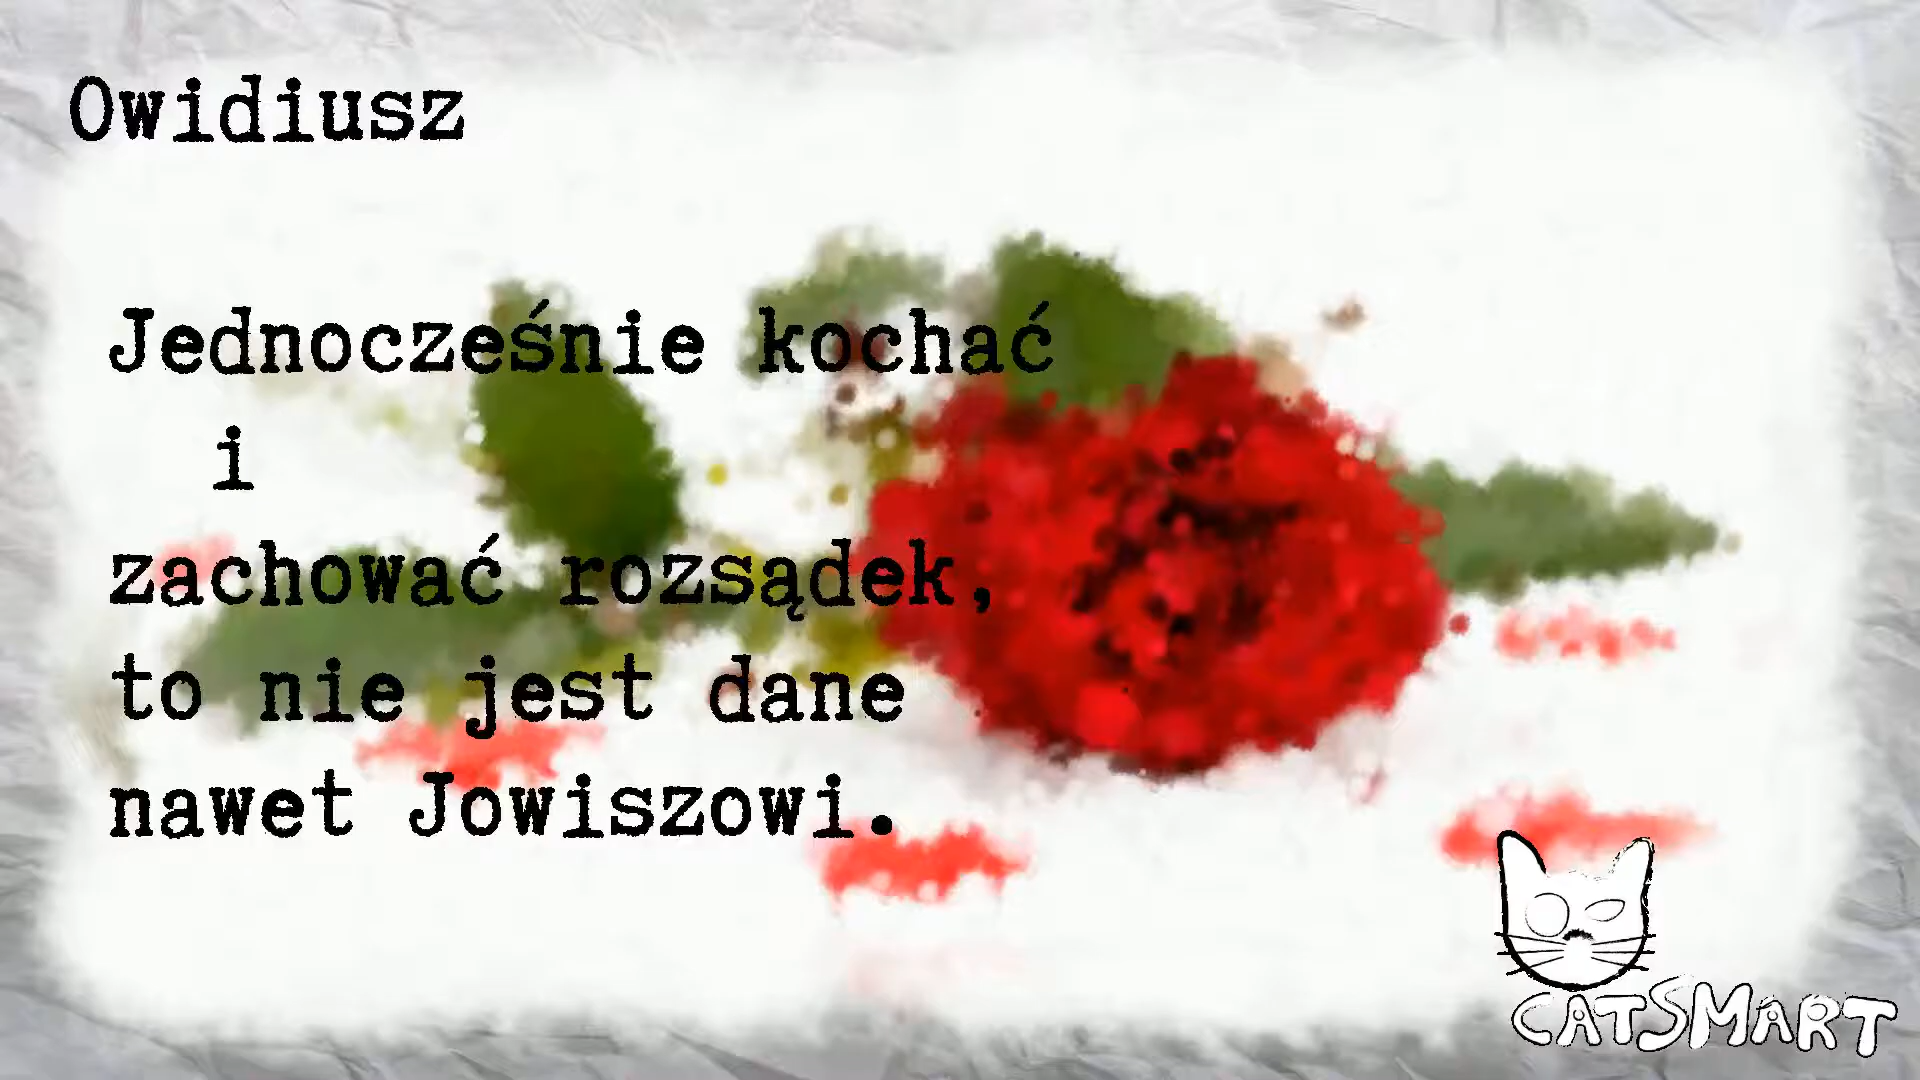 Owidiusz
Jednocześnie kochać
i
zachować rozsądek,
to nie jest dane
nawet Jowiszowi.
CATSMART